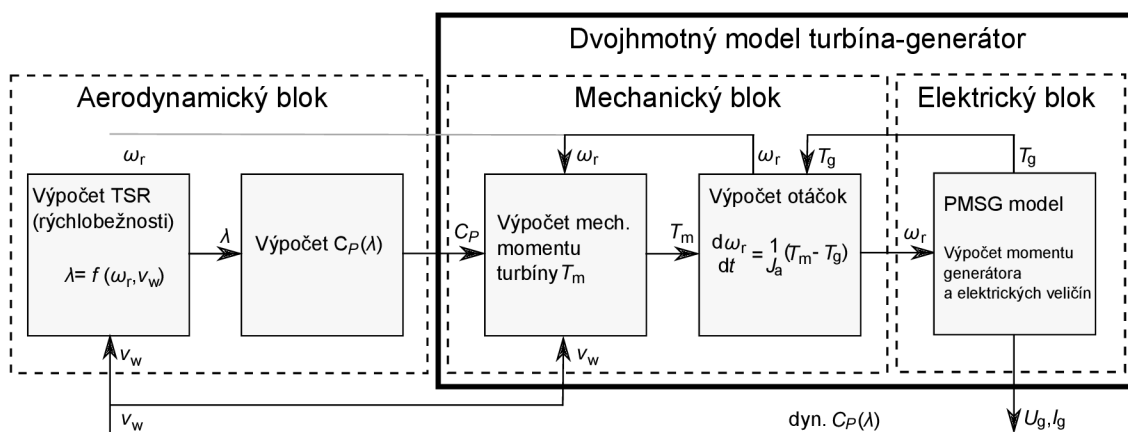 Dvojhmotný model turbína-generátor
Aerodynamický blok
Mechanický blok
Elektrický blok
ωr
ωr
ωr
Tg
Tg
Výpočet TSR
(rýchlobežnosti)
λ= f (ωr,vw)
λ
Výpočet CP(λ)
CP
Výpočet mech.
momentu
turbíny Tm
Tm
Výpočet otáčok
dωr/dt = 1/Ja (Tm- Tg)
ωr
PMSG model
Výpočet momentu
generátora
a elektrických veličín
vw
vw
vw
dyn. CP(λ)
Ug,Ig